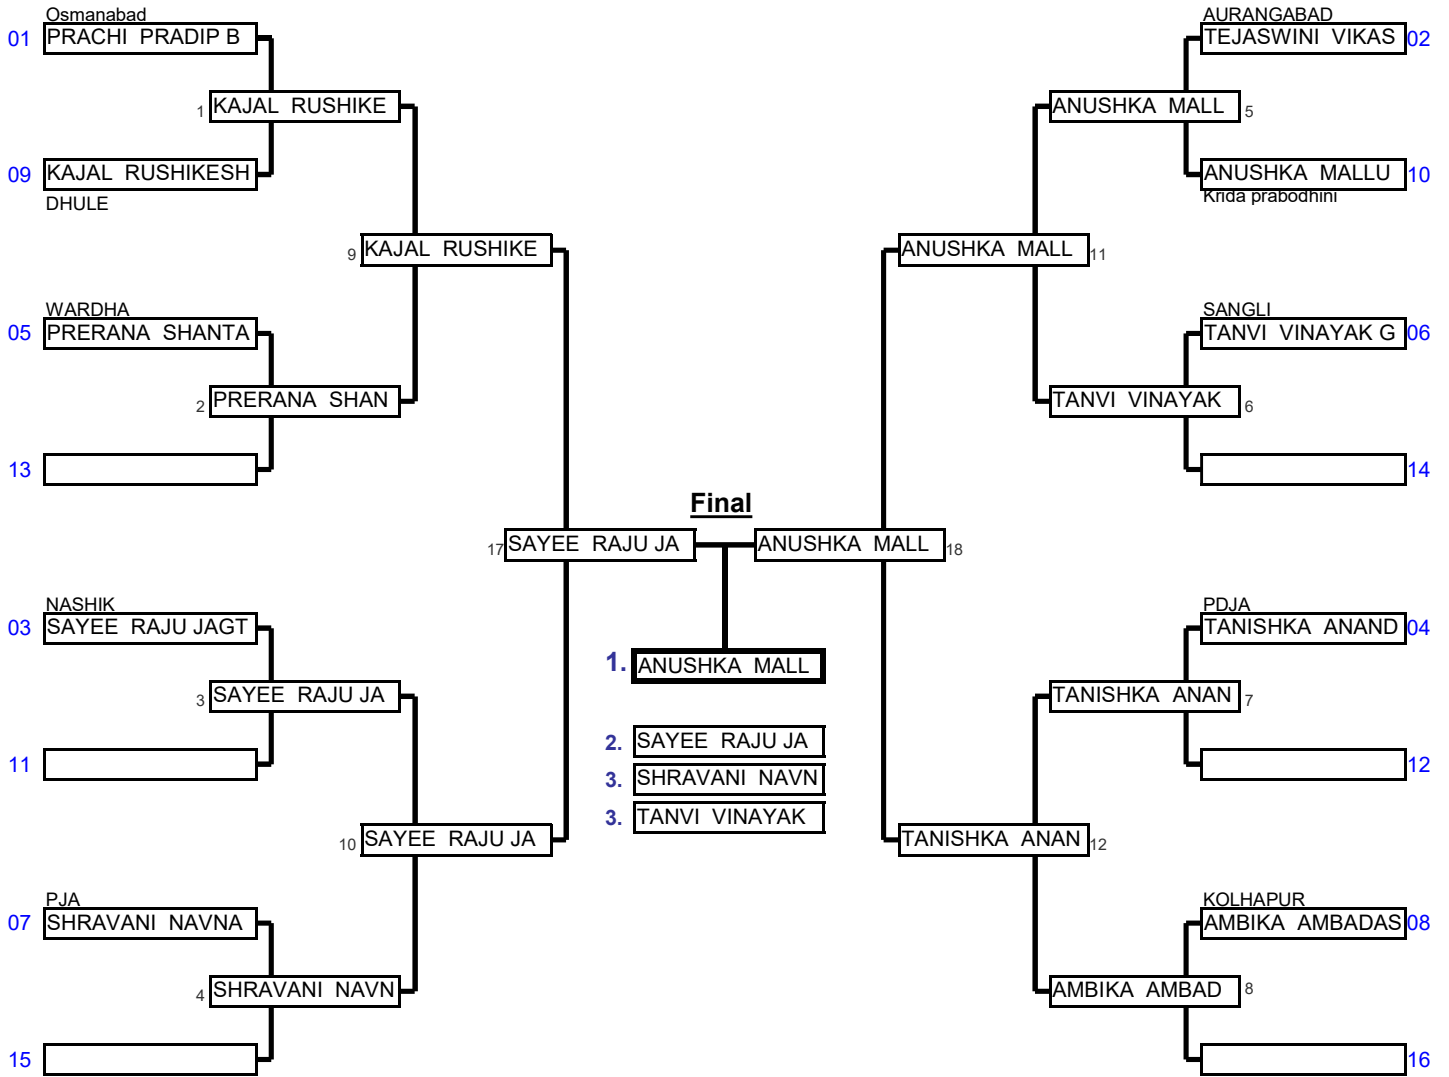 Osmanabad
01 PRACHI PRADIP B
1 KAJAL RUSHIKE
09 KAJAL RUSHIKESH
DHULE
9 KAJAL RUSHIKE
WARDHA
05 PRERANA SHANTA
2 PRERANA SHAN
13
17 SAYEE RAJU JA
NASHIK
03 SAYEE RAJU JAGT
3 SAYEE RAJU JA
11
10 SAYEE RAJU JA
PJA
07 SHRAVANI NAVNA
4 SHRAVANI NAVN
15
Final
1. ANUSHKA MALL
2. SAYEE RAJU JA
3. SHRAVANI NAVN
3. TANVI VINAYAK
AURANGABAD
TEJASWINI VIKAS 02
ANUSHKA MALL 5
ANUSHKA MALLU 10
Krida prabodhini
ANUSHKA MALL 11
SANGLI
TANVI VINAYAK G 06
TANVI VINAYAK 6
14
ANUSHKA MALL 18
PDJA
TANISHKA ANAND 04
TANISHKA ANAN 7
12
TANISHKA ANAN 12
KOLHAPUR
AMBIKA AMBADAS 08
AMBIKA AMBAD 8
16